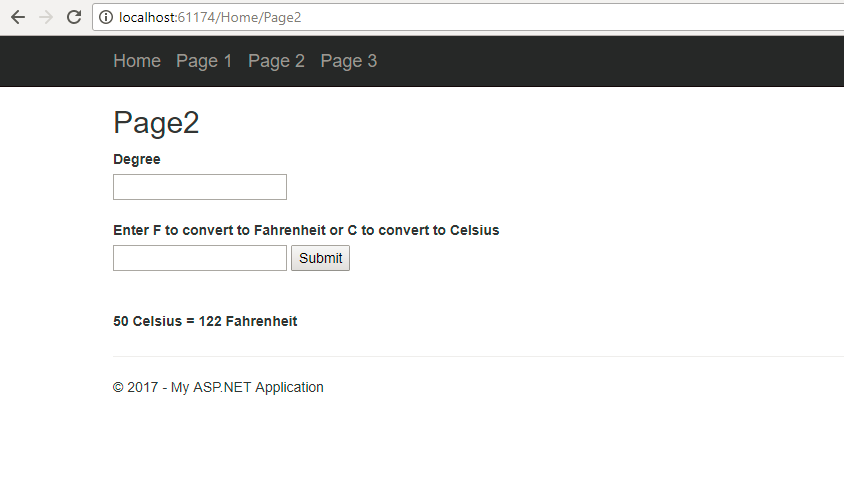 localhost:61174/Home/Page2
Home Page 1 Page 2 Page 3
Page2
Degree
Enter F to convert to Fahrenheit or C to convert to Celsius
Submit
50 Celsius = 122 Fahrenheit
© 2017 - My ASP.NET Application